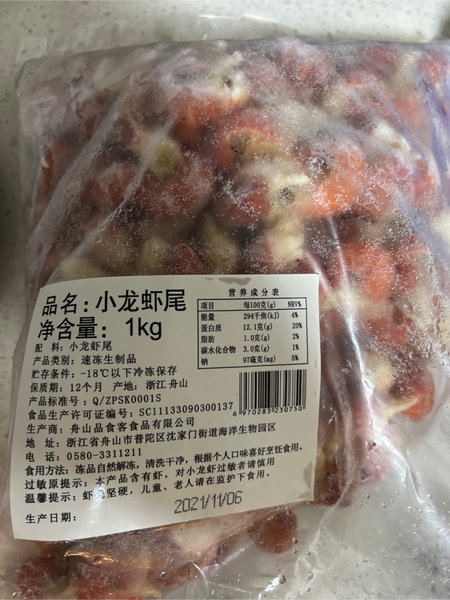 品名：小龙虾尾
净含量：1kg
配 料：小龙虾尾
产品类别：速冻生制品
贮存条件：-18℃以下冷冻保存
保质期：12个月 产地：浙江 舟山
产品标准号：Q/ZPSK0001S
食品生产许可证编号：SC11133090300137
生产商：舟山品食客食品有限公司
地 址：浙江省舟山市普陀区沈家门街道海洋生物园区
电 话：0580-3311211
食用方法：冻品自然解冻，清洗干净，根据个人口味喜好烹饪食用。
过敏原提示：本产品含有虾，对小龙虾过敏者请慎用
温馨提示：虾壳坚硬，儿童、老人请在监护下食用。
生产日期：
2021/11/06
营养成分表
项目 每100克(g) NRV%
能量 294千焦(kJ) 4%
蛋白质 12.1克(g) 20%
脂肪 1.0克(g) 2%
碳水化合物 3.0克(g) 1%
钠 97毫克(mg) 5%
6970283230750